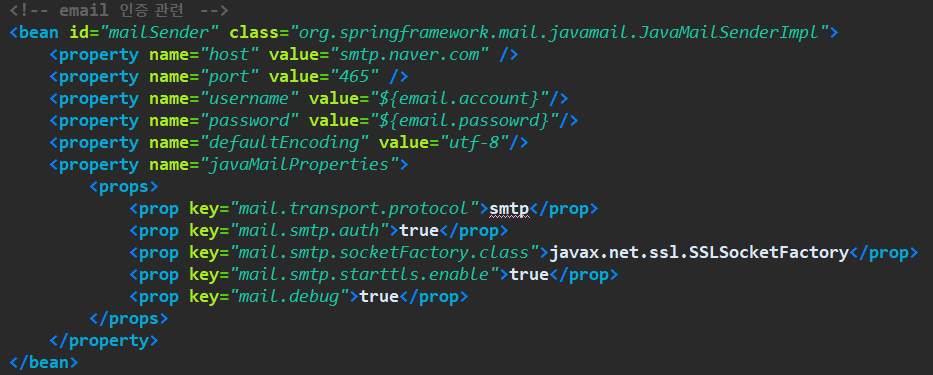 <!-- email 인증 관련 -->
<bean id="mailSender" class="org.springframework.mail.javamail.JavaMailSenderImpl">
<property name="host" value="smtp.naver.com" />
<property name="port" value="465" />
<property name="username" value="${email.account}"/>
<property name="password" value="${email.passowrd}"/>
<property name="defaultEncoding" value="utf-8"/>
<property name="javaMailProperties">
<props>
<prop key="mail.transport.protocol">smtp</prop>
<prop key="mail.smtp.auth">true</prop>
<prop key="mail.smtp.socketFactory.class">javax.net.ssl.SSLSocketFactory</prop>
<prop key="mail.smtp.starttls.enable">true</prop>
<prop key="mail.debug">true</prop>
</props>
</property>
</bean>